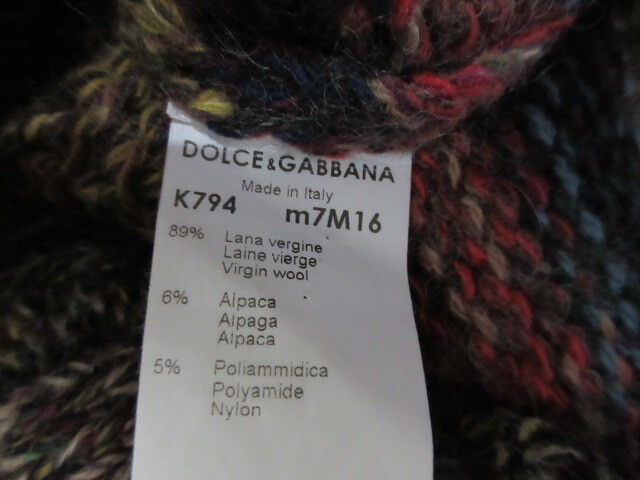 DOLCE&GABBANA
Made in Italy
K794 m7M16
89% Lana vergine
Laine vierge
Virgin wool
6% Alpaca
Alpaga
Alpaca
5% Poliammidica
Polyamide
Nylon